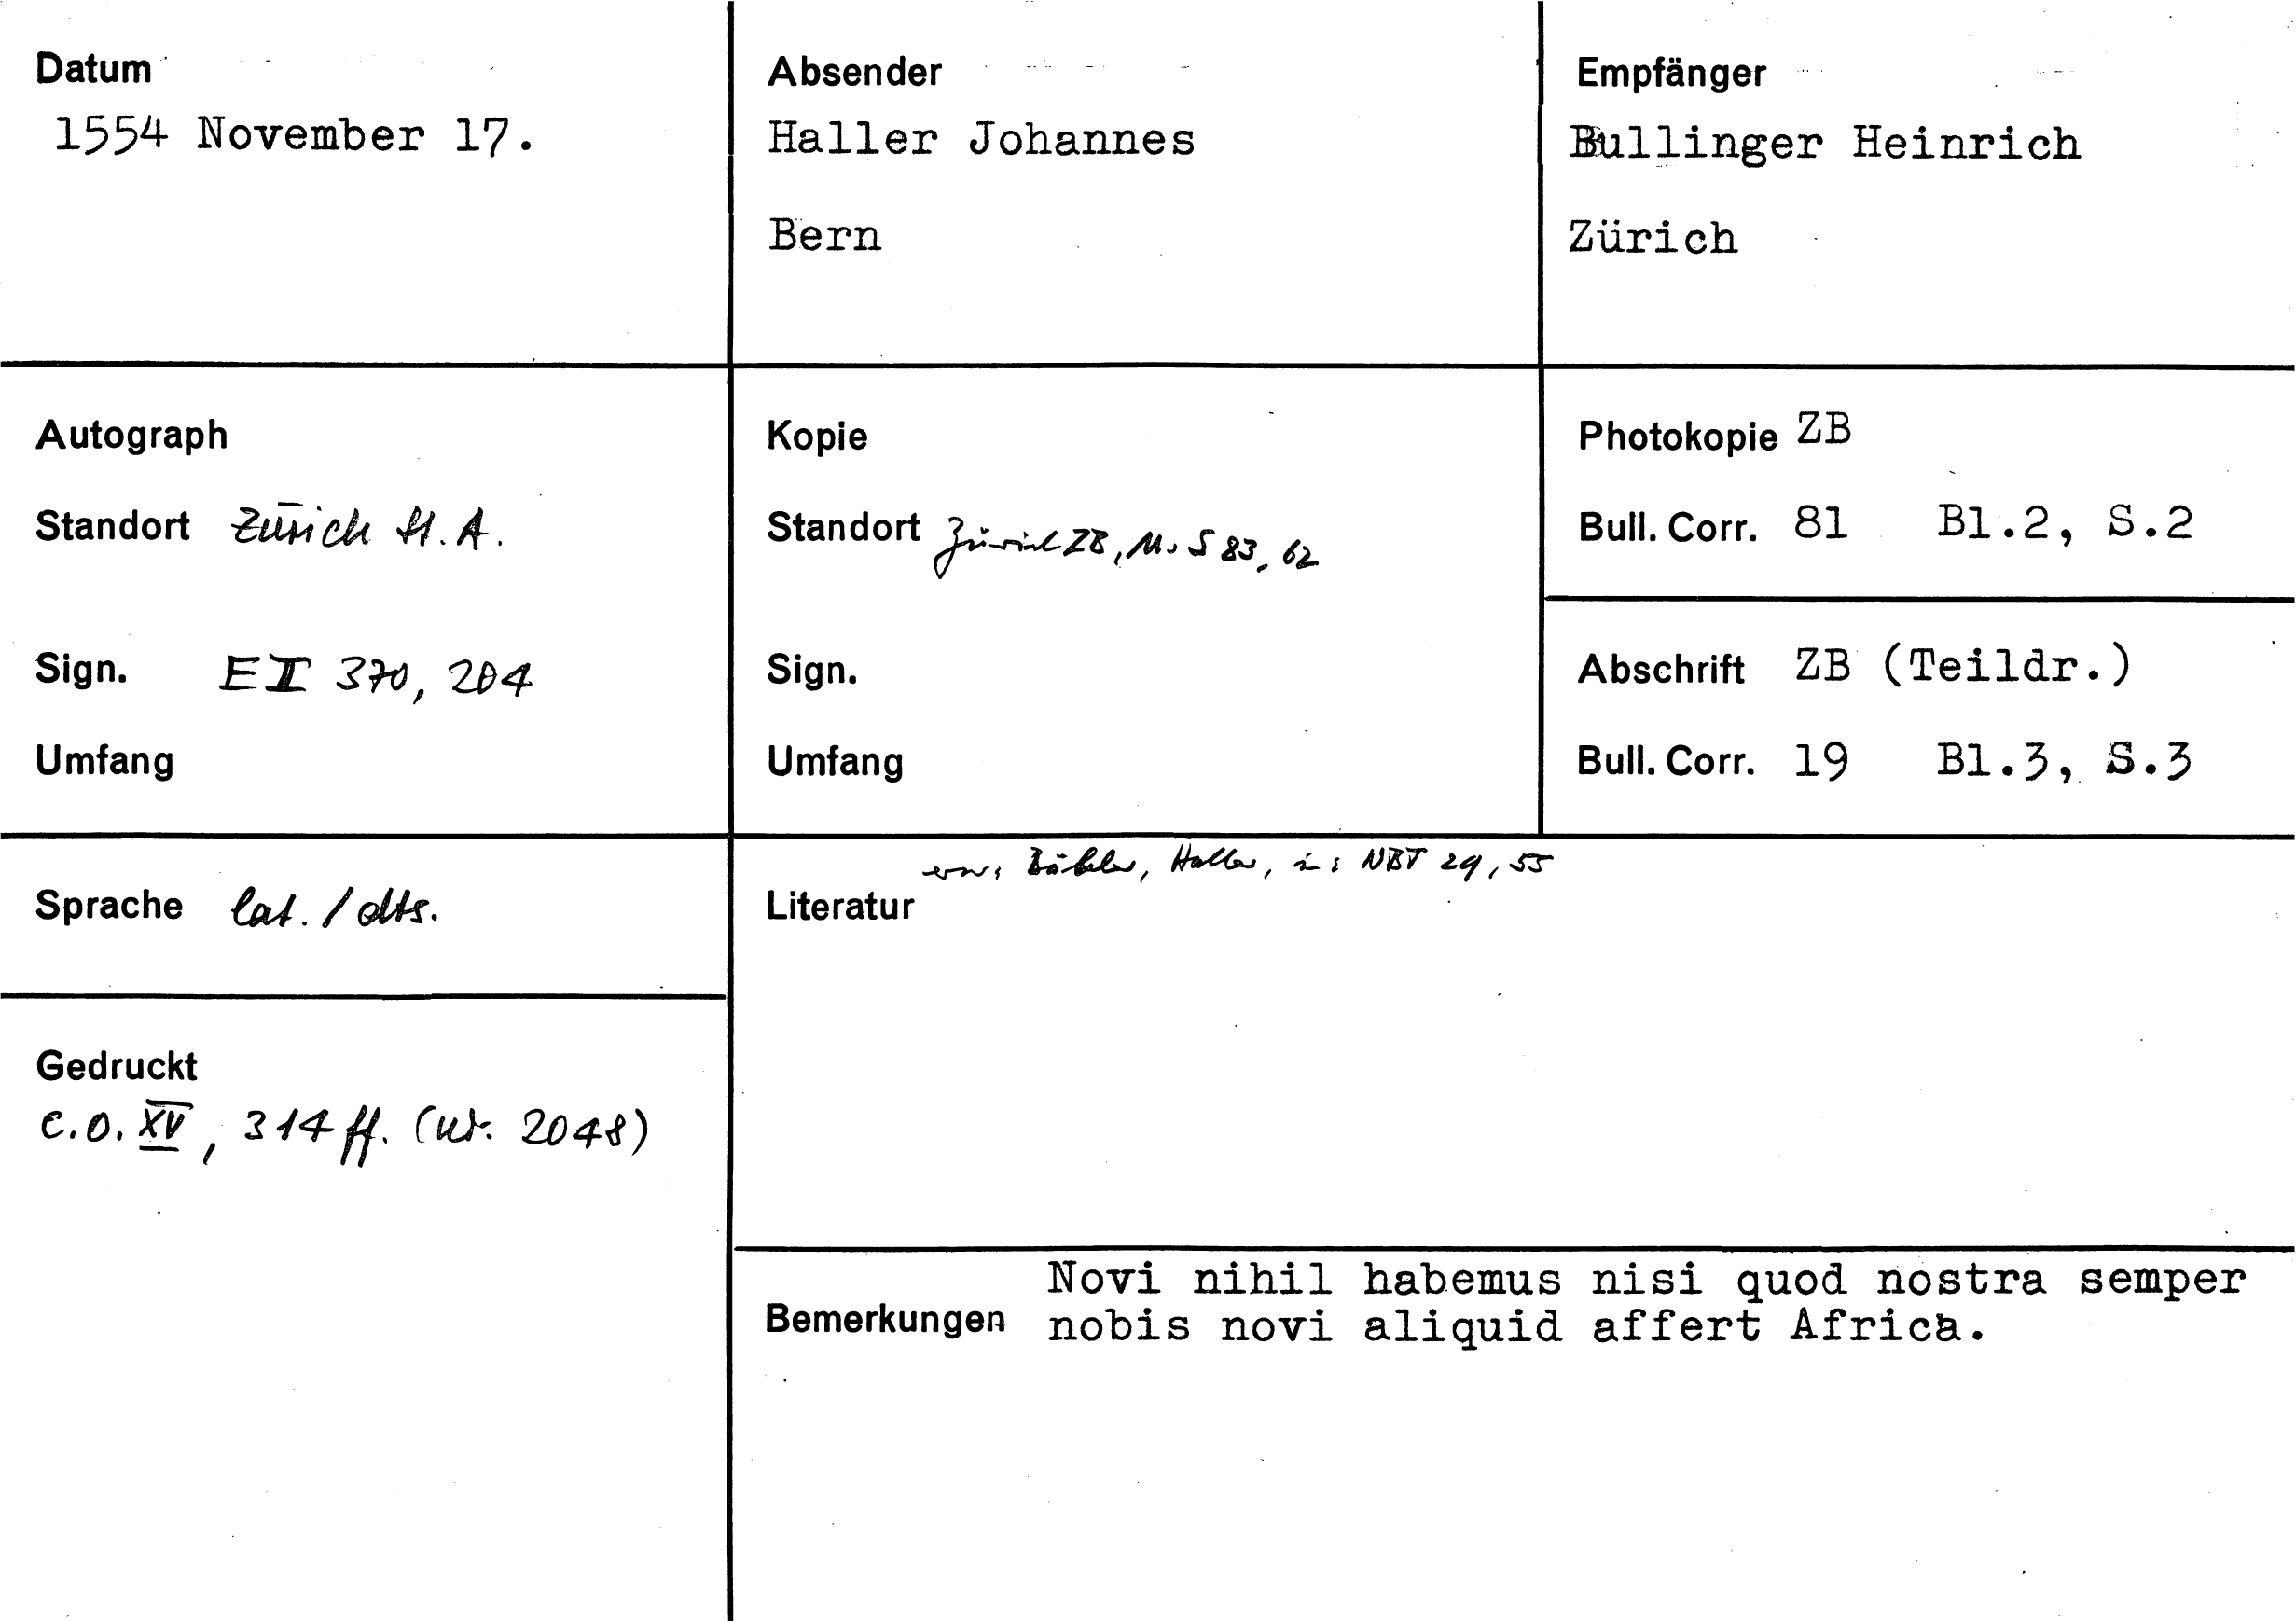 Datum
1554 November 17.
Absender
Haller Johannes
Bern
Empfänger
Bullinger Heinrich
Zürich
Autograph
Standort Zürich St. A.
Sign. E II 370, 204
Umfang
Kopie
Standort Zürich ZB, Ms S 83, 62
Sign.
Umfang
Photokopie ZB
Bull. Corr. 81 Bl.2, S.2
Abschrift ZB (Teildr.)
Bull. Corr. 19 Bl.3, S.3
Sprache lat. / dts.
Gedruckt
C.O. XV, 314 ff. (Nr. 2048)
erw: Bähler, Haller, in: NBT 29, 55
Literatur
Bemerkungen Novi nihil habemus nisi quod nostra semper
nobis novi aliquid affert Africa.